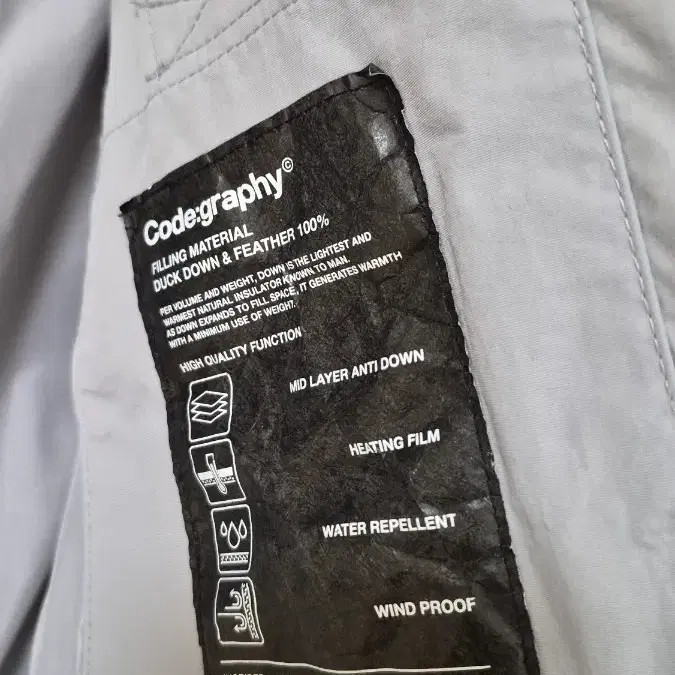 Code:graphy©
FILLING MATERIAL
DUCK DOWN & FEATHER 100%
PER VOLUME AND WEIGHT, DOWN IS THE LIGHTEST AND
WARMEST NATURAL INSULATOR KNOWN TO MAN.
AS DOWN EXPANDS TO FILL SPACE, IT GENERATES WARMTH
WITH A MINIMUM USE OF WEIGHT.
HIGH QUALITY FUNCTION
MID LAYER ANTI DOWN
HEATING FILM
WATER REPELLENT
WIND PROOF